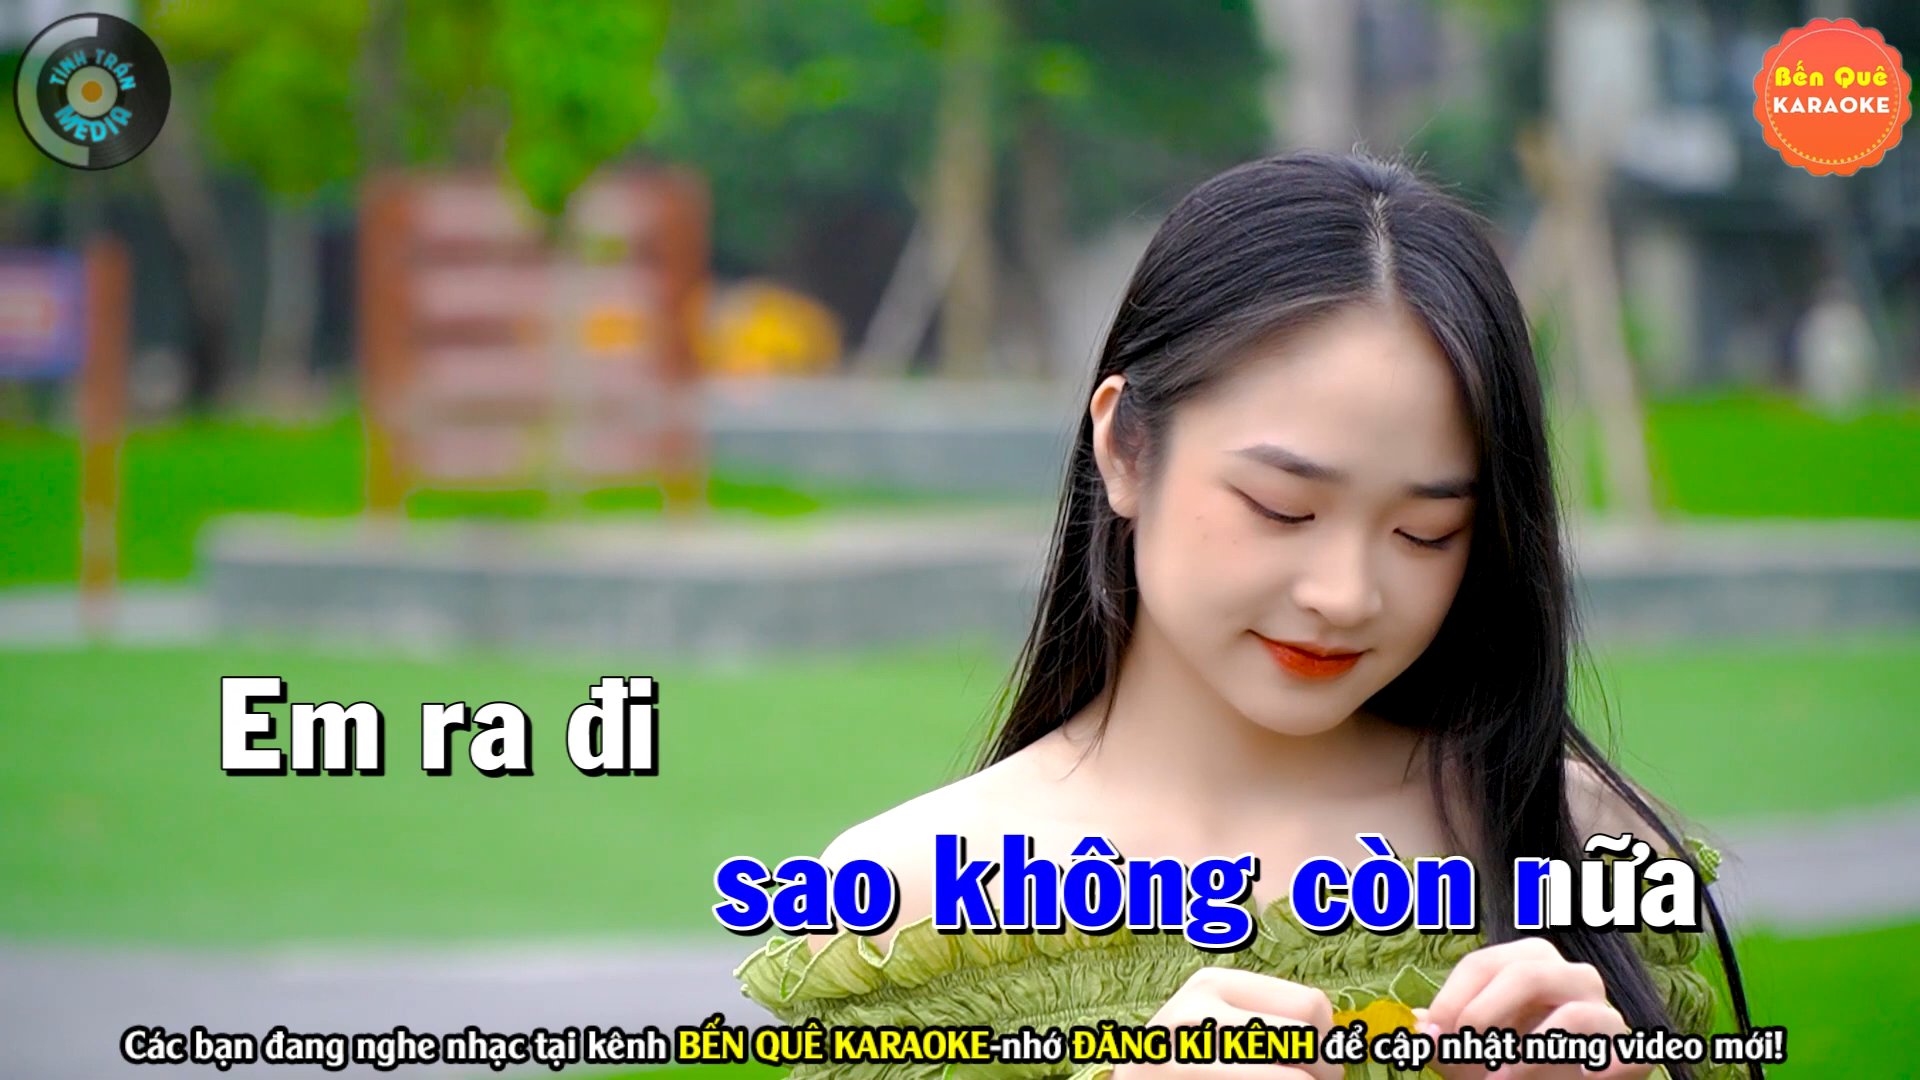 TÌNH TRẦN
MEDIA
Bến Quê
KARAOKE
Em ra đi
sao không còn nữa
Các bạn đang nghe nhạc tại kênh BẾN QUÊ KARAOKE-nhớ ĐĂNG KÍ KÊNH để cập nhật nững video mới!